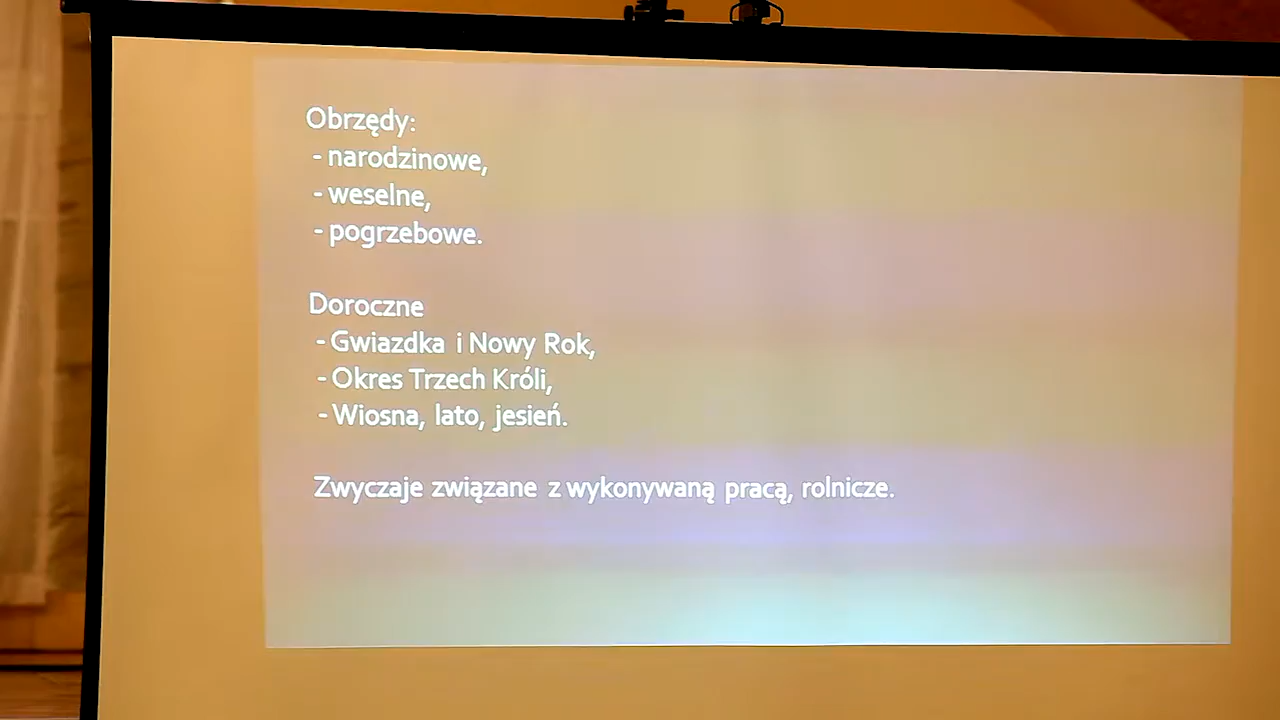 Obrzędy:
- narodzinowe,
- weselne,
- pogrzebowe.
Doroczne
- Gwiazdka i Nowy Rok,
- Okres Trzech Króli,
- Wiosna, lato, jesień.
Zwyczaje związane z wykonywaną pracą, rolnicze.